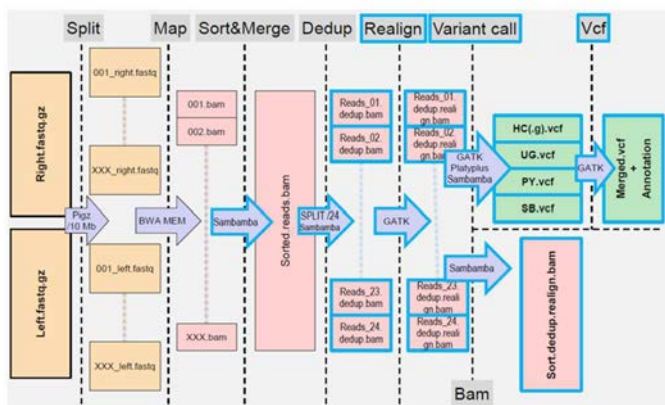 Split
Map
Sort&Merge
Dedup
Realign
Variant call
Vcf
Right.fastq.gz
Left.fastq.gz
001_right.fastq
XXX_right.fastq
001_left.fastq
XXX_left.fastq
Pigz
/10 Mb
BWA MEM
001.bam
002.bam
XXX.bam
Sambamba
Sorted.reads.bam
SPLIT /24
Sambamba
Reads_01.
dedup.bam
Reads_02.
dedup.bam
Reads_23.
dedup.bam
Reads_24.
dedup.bam
GATK
Reads_01.
dedup.reali
gn.bam
Reads_02.
dedup.reali
gn.bam
Reads_23.
dedup.reali
gn.bam
Reads_24.
dedup.reali
gn.bam
GATK
Platyplus
Sambamba
HC(.g).vcf
UG.vcf
PY.vcf
SB.vcf
GATK
Merged.vcf
+
Annotation
Sambamba
Sort.dedup.realign.bam
Bam